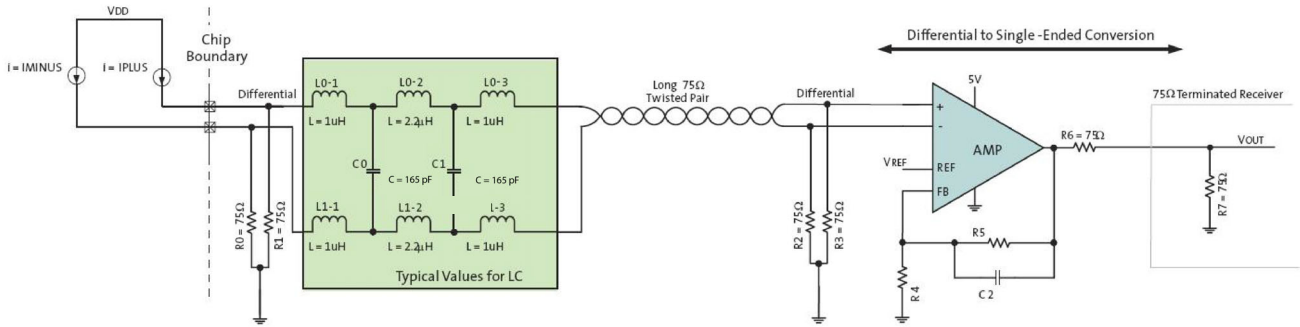 VDD
i = IMINUS
i = IPLUS
Chip
Boundary
Differential
R0 = 75Ω
R1 = 75Ω
L0-1
L = 1uH
L0-2
L = 2.2µH
L0-3
L = 1uH
C0
C = 165 pF
C1
C = 165 pF
L1-1
L = 1uH
L1-2
L = 2.2µH
L-3
L = 1uH
Typical Values for LC
Long 75Ω
Twisted Pair
Differential
R2 = 75Ω
R3 = 75Ω
Differential to Single -Ended Conversion
5V
+
-
AMP
VREF
REF
FB
R4
R5
C2
R6 = 75Ω
75Ω Terminated Receiver
VOUT
R7 = 75Ω